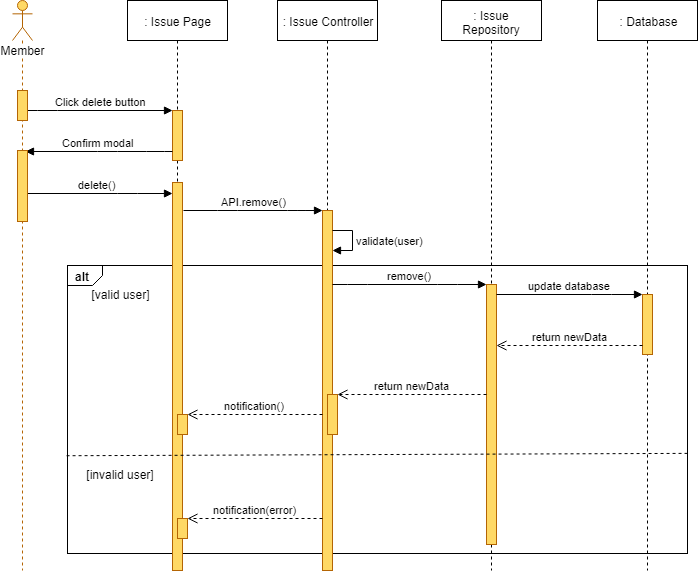 : Issue Page
: Issue Controller
: Issue
Repository
: Database
Member
Click delete button
Confirm modal
delete()
API.remove()
validate(user)
alt
[valid user]
remove()
update database
return newData
return newData
notification()
[invalid user]
notification(error)